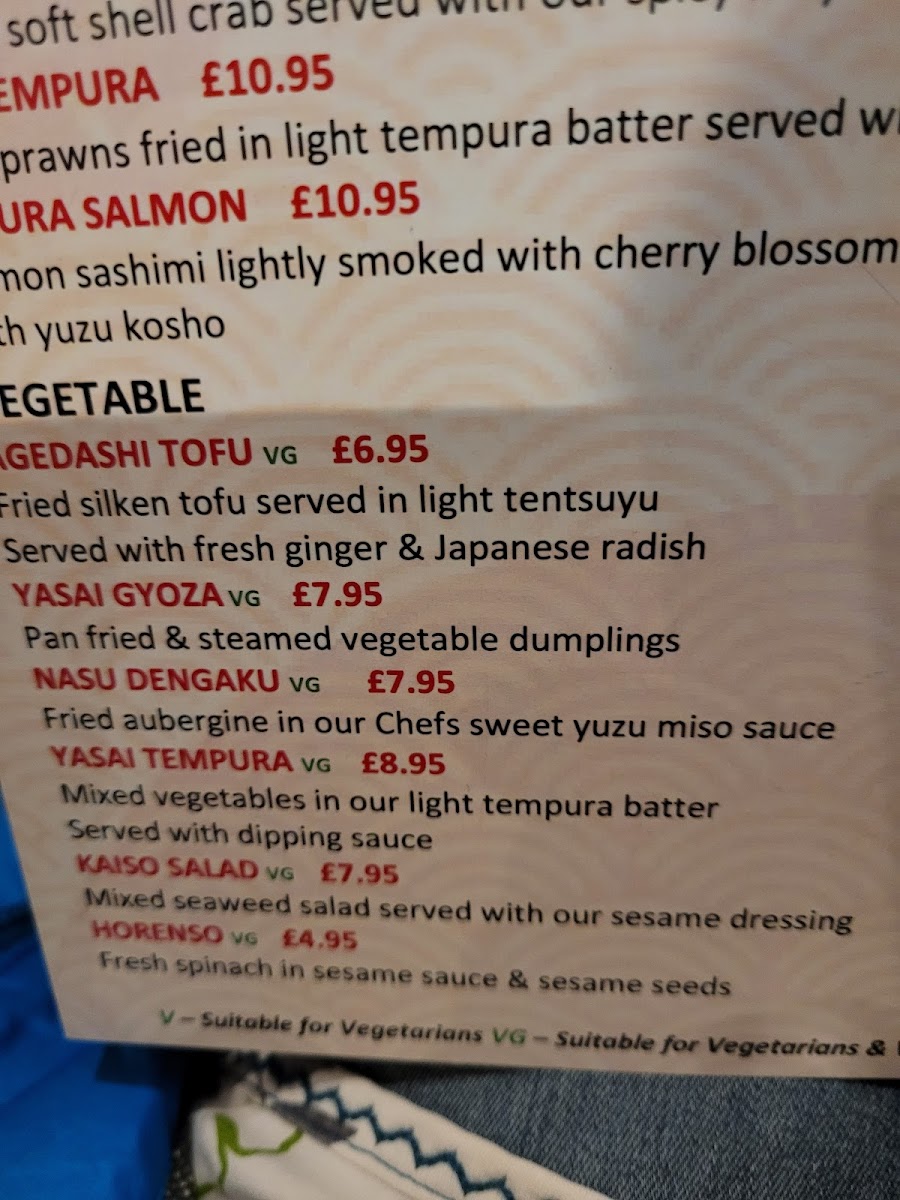 soft shell crab served with our spicy
EMPURA £10.95
prawns fried in light tempura batter served wi
URA SALMON £10.95
mon sashimi lightly smoked with cherry blossom
th yuzu kosho
EGETABLE
AGEDASHI TOFU VG £6.95
Fried silken tofu served in light tentsuyu
Served with fresh ginger & Japanese radish
YASAI GYOZA VG £7.95
Pan fried & steamed vegetable dumplings
NASU DENGAKU VG £7.95
Fried aubergine in our Chefs sweet yuzu miso sauce
YASAI TEMPURA VG £8.95
Mixed vegetables in our light tempura batter
Served with dipping sauce
KAISO SALAD VG £7.95
Mixed seaweed salad served with our sesame dressing
HORENSO VG £4.95
Fresh spinach in sesame sauce & sesame seeds
V – Suitable for Vegetarians VG – Suitable for Vegetarians &